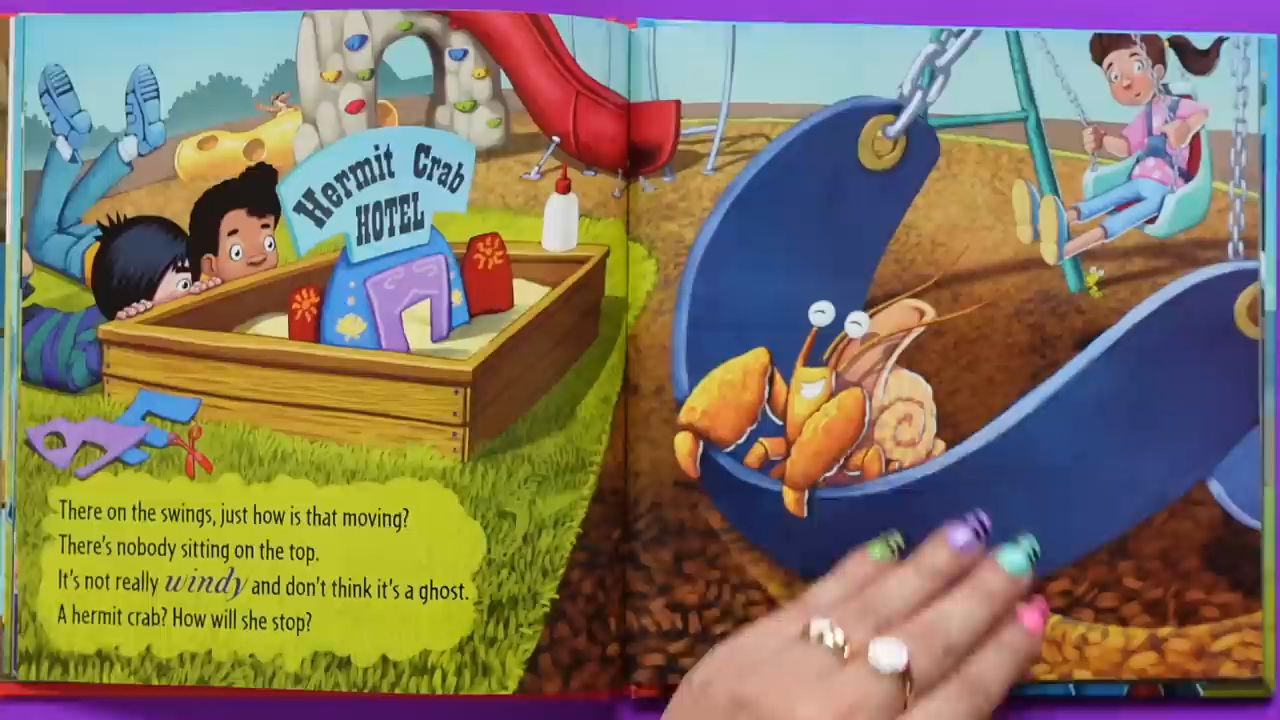 Hermit Crab
HOTEL
There on the swings, just how is that moving?
There's nobody sitting on the top.
It's not really windy and don't think it's a ghost.
A hermit crab? How will she stop?